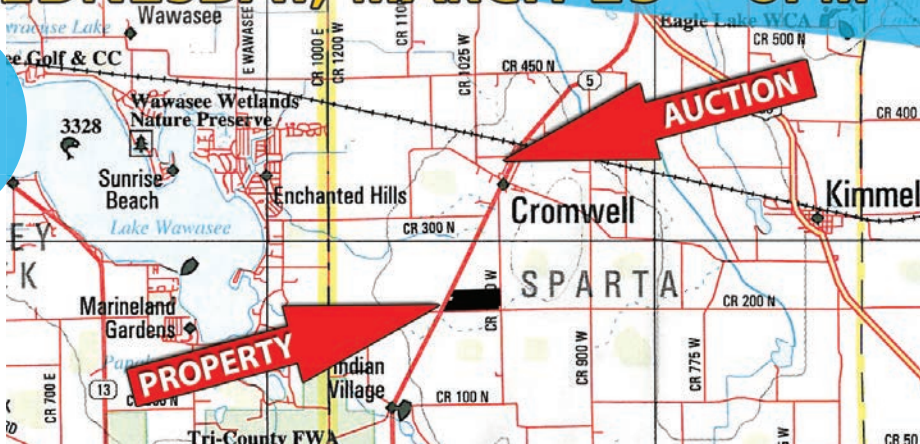 Wawasee
Eagle Lake WCA
CR 500 N
Golf & CC
E WAWASEE
CR 1000 E
CR 1200 W
CR 1025
CR 450 N
5
AUCTION
CR 400
Wawasee Wetlands
Nature Preserve
3328
Sunrise
Beach
Enchanted Hills
Cromwell
Kimmel
Lake Wawasee
CR 300 N
SPARTA
CR 200 N
Marineland
Gardens
PROPERTY
Indian
Village
CR 900 W
CR 775 W
CR 700 E
13
CR 100 N
Tri-County FWA